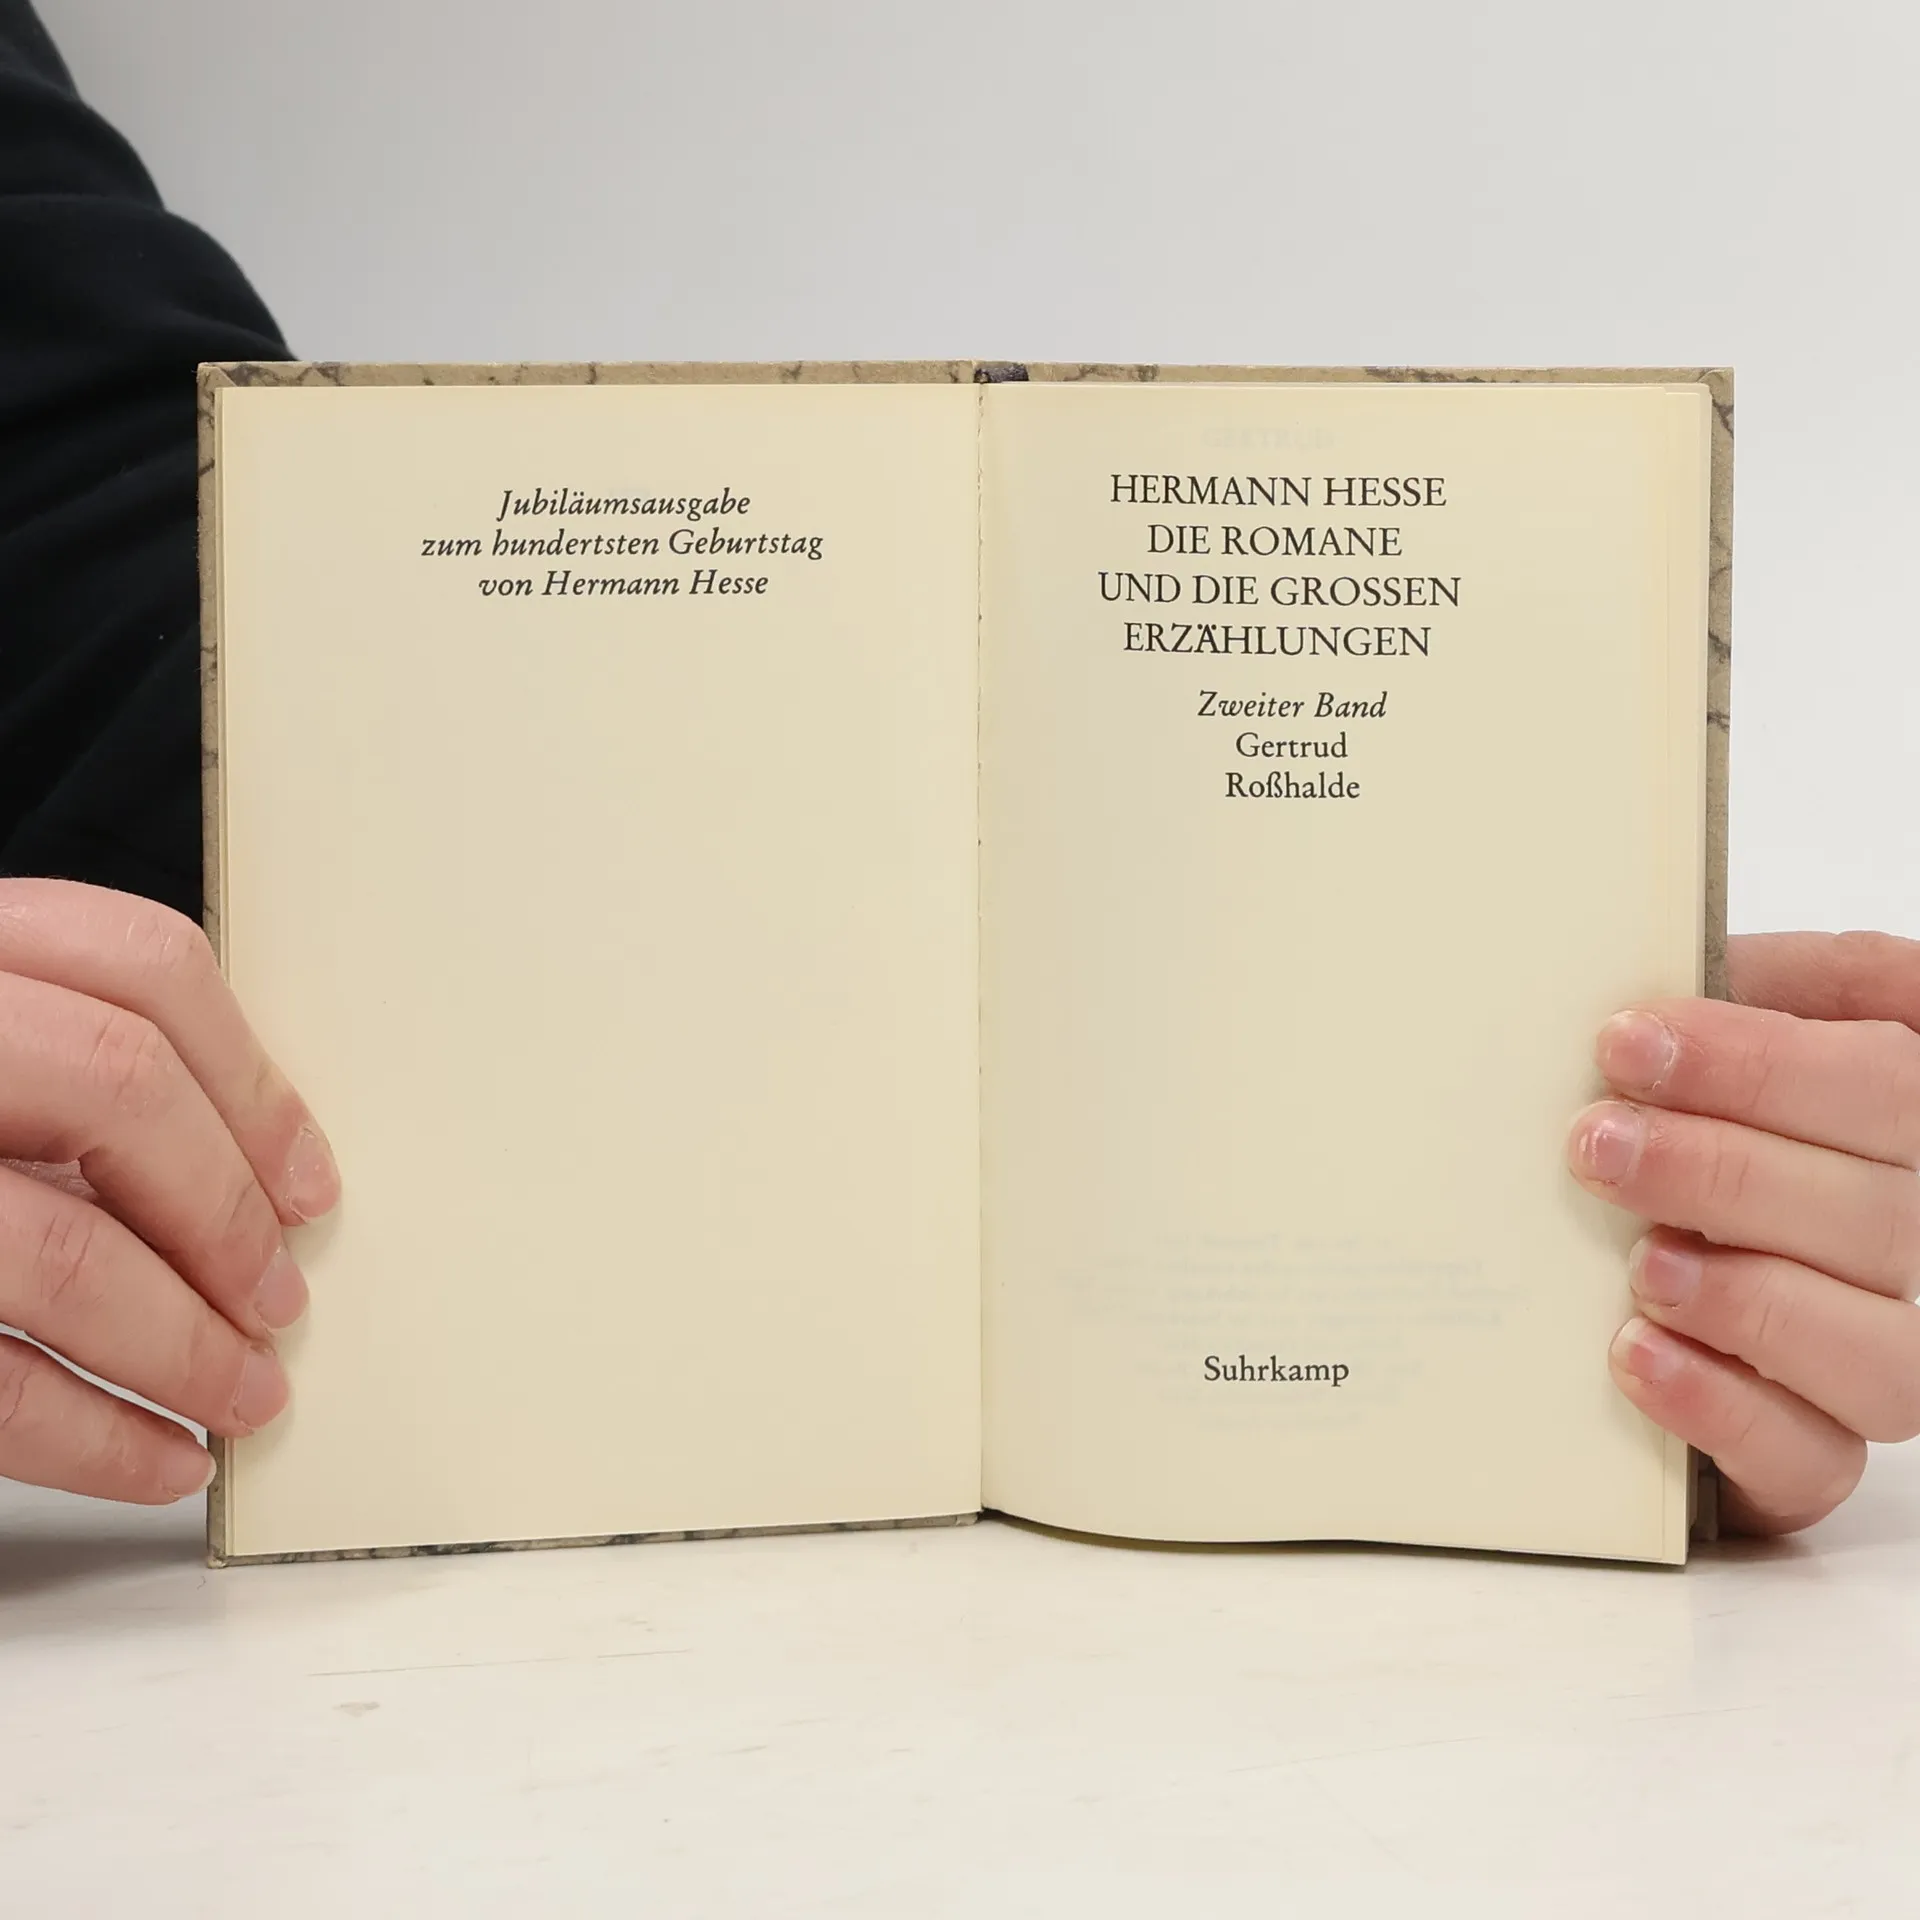 Jubiläumsausgabe
zum hundertsten Geburtstag
von Hermann Hesse
HERMANN HESSE
DIE ROMANE
UND DIE GROSSEN
ERZÄHLUNGEN
Zweiter Band
Gertrud
Roßhalde
Suhrkamp